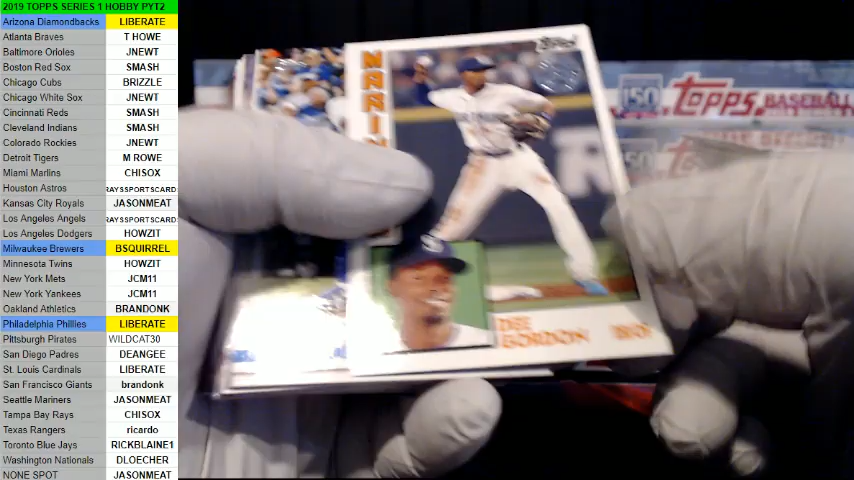 2019 TOPPS SERIES 1 HOBBY PYT2
Arizona Diamondbacks LIBERATE
Atlanta Braves T HOWE
Baltimore Orioles JNEWT
Boston Red Sox SMASH
Chicago Cubs BRIZZLE
Chicago White Sox JNEWT
Cincinnati Reds SMASH
Cleveland Indians SMASH
Colorado Rockies JNEWT
Detroit Tigers M ROWE
Miami Marlins CHISOX
Houston Astros RAYSSPORTSCARD
Kansas City Royals JASONMEAT
Los Angeles Angels RAYSSPORTSCARD
Los Angeles Dodgers HOWZIT
Milwaukee Brewers BSQUIRREL
Minnesota Twins HOWZIT
New York Mets JCM11
New York Yankees JCM11
Oakland Athletics BRANDONK
Philadelphia Phillies LIBERATE
Pittsburgh Pirates WILDCAT30
San Diego Padres DEANGEE
St. Louis Cardinals LIBERATE
San Francisco Giants brandonk
Seattle Mariners JASONMEAT
Tampa Bay Rays CHISOX
Texas Rangers ricardo
Toronto Blue Jays RICKBLAINE1
Washington Nationals DLOECHER
NONE SPOT JASONMEAT
Topps
MARIN
DEE
GORDON
150
Topps BASEBALL
150